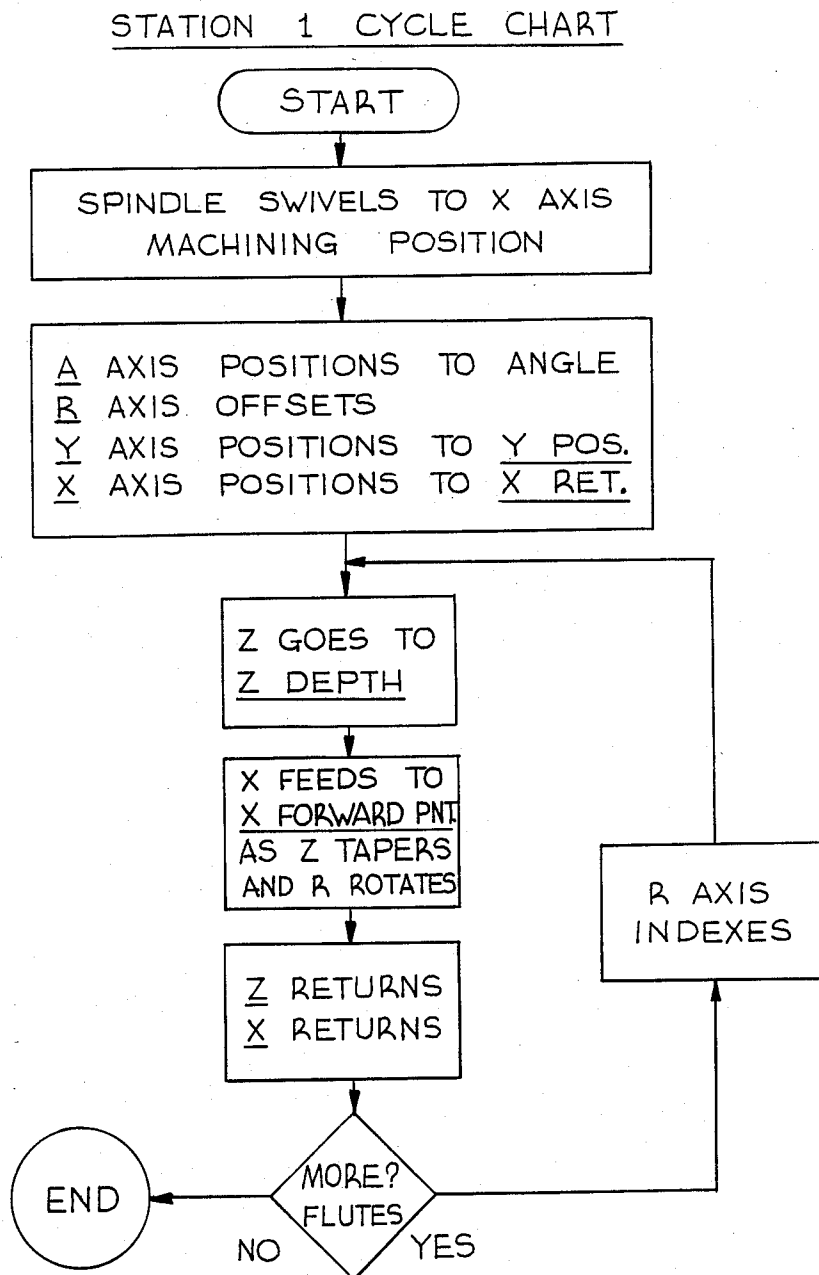 STATION 1 CYCLE CHART
START
SPINDLE SWIVELS TO X AXIS
MACHINING POSITION
A AXIS POSITIONS TO ANGLE
R AXIS OFFSETS
Y AXIS POSITIONS TO Y POS.
X AXIS POSITIONS TO X RET.
Z GOES TO
Z DEPTH
X FEEDS TO
X FORWARD PNT.
AS Z TAPERS
AND R ROTATES
R AXIS
INDEXES
Z RETURNS
X RETURNS
MORE?
FLUTES
END
NO
YES